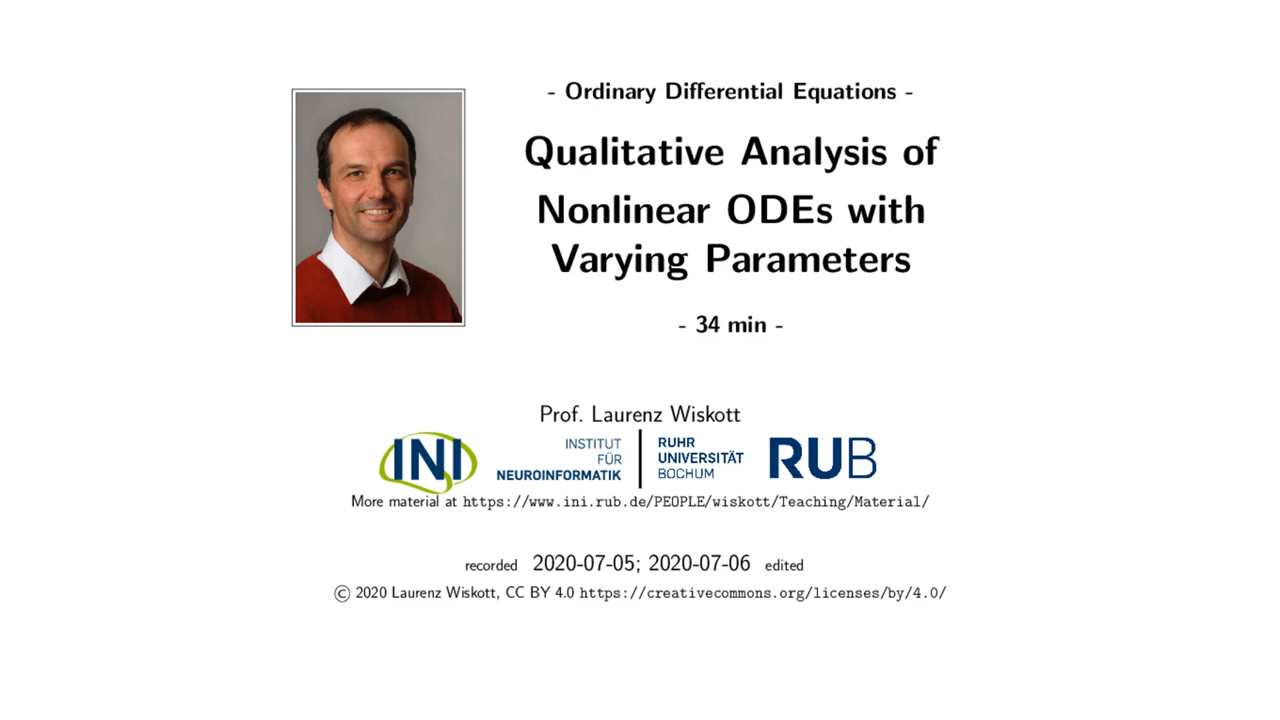 - Ordinary Differential Equations -
Qualitative Analysis of
Nonlinear ODEs with
Varying Parameters
- 34 min -
Prof. Laurenz Wiskott
INI
INSTITUT
FÜR
NEUROINFORMATIK
RUHR
UNIVERSITÄT
BOCHUM
RUB
More material at https://www.ini.rub.de/PEOPLE/wiskott/Teaching/Material/
recorded 2020-07-05; 2020-07-06 edited
© 2020 Laurenz Wiskott, CC BY 4.0 https://creativecommons.org/licenses/by/4.0/